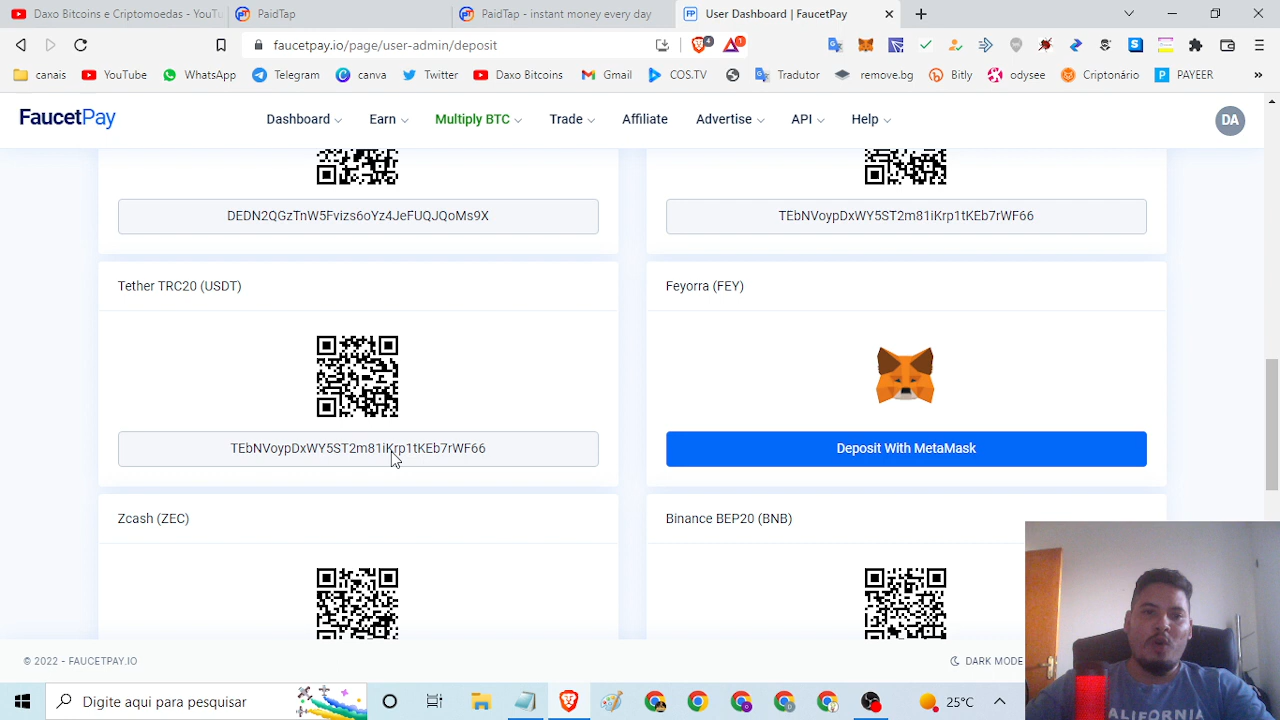 Daxo Bitcoins e Criptomoedas - YouTu
PaidTap
PaidTap - instant money every day
User Dashboard | FaucetPay
faucetpay.io/page/user-admin/deposit
4
1
canais
YouTube
WhatsApp
Telegram
canva
Twitter
Daxo Bitcoins
Gmail
COS.TV
Tradutor
remove.bg
Bitly
odysee
Criptonário
PAYEER
»
FaucetPay
Dashboard
Earn
Multiply BTC
Trade
Affiliate
Advertise
API
Help
DA
DEDN2QGzTnW5Fvizs6oYz4JeFUQJQoMs9X
TEbNVoypDxWY5ST2m81iKrp1tKEb7rWF66
Tether TRC20 (USDT)
Feyorra (FEY)
TEbNVoypDxWY5ST2m81iKrp1tKEb7rWF66
Deposit With MetaMask
Zcash (ZEC)
Binance BEP20 (BNB)
© 2022 - FAUCETPAY.IO
DARK MODE
Digite aqui para pesquisar
25°C
CALIFORNIA